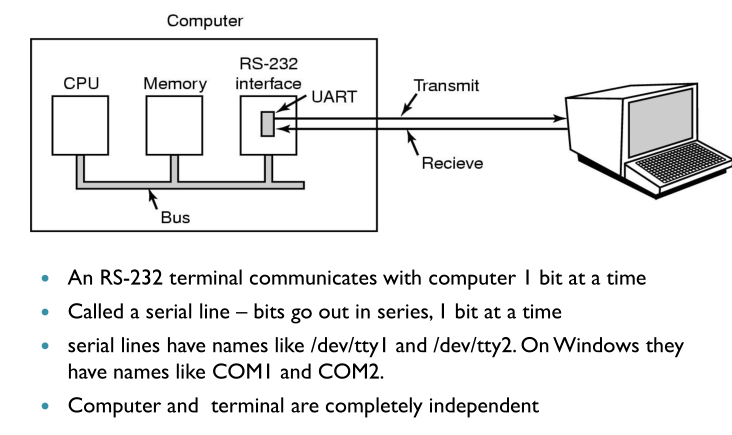 Computer
CPU
Memory
RS-232
interface
UART
Transmit
Recieve
Bus
• An RS-232 terminal communicates with computer 1 bit at a time
• Called a serial line – bits go out in series, 1 bit at a time
• serial lines have names like /dev/tty1 and /dev/tty2. On Windows they
have names like COM1 and COM2.
• Computer and  terminal are completely independent